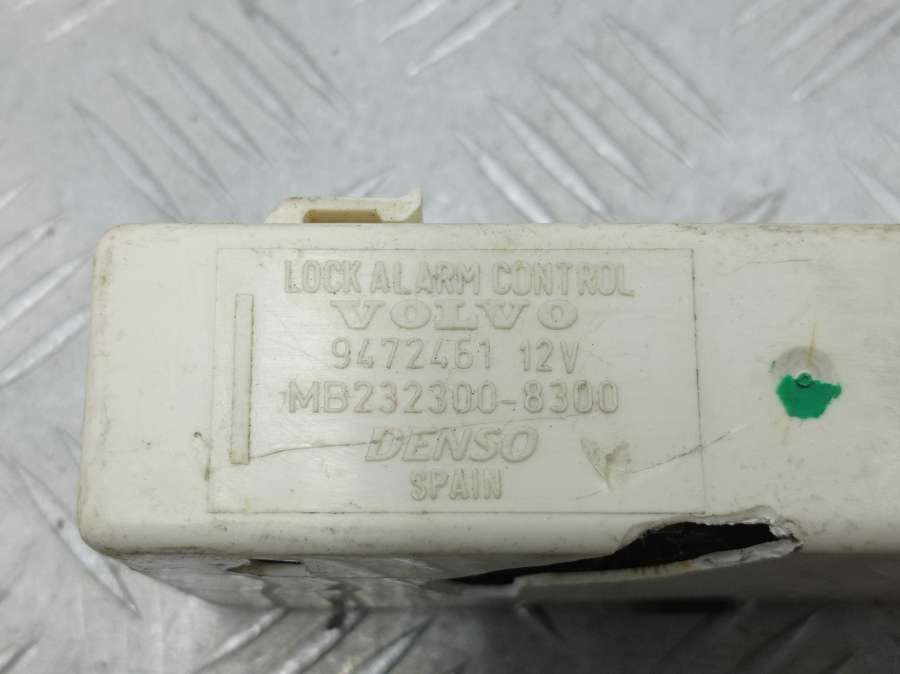 LOCK ALARM CONTROL
VOLVO
9472461 12V
MB232300-8300
DENSO
SPAIN